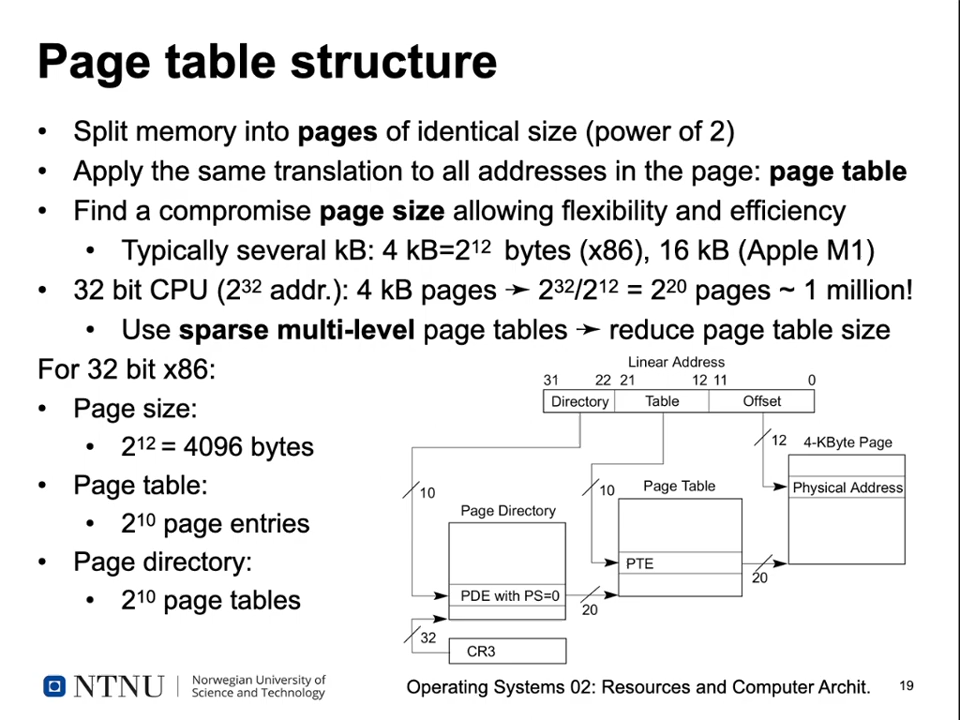 Page table structure
• Split memory into pages of identical size (power of 2)
• Apply the same translation to all addresses in the page: page table
• Find a compromise page size allowing flexibility and efficiency
• Typically several kB: 4 kB=2¹² bytes (x86), 16 kB (Apple M1)
• 32 bit CPU (2³² addr.): 4 kB pages ➛ 2³²/2¹² = 2²⁰ pages ~ 1 million!
• Use sparse multi-level page tables ➛ reduce page table size
For 32 bit x86:
• Page size:
• 2¹² = 4096 bytes
• Page table:
• 2¹⁰ page entries
• Page directory:
• 2¹⁰ page tables
Linear Address
31 22 21 12 11 0
Directory Table Offset
12 4-KByte Page
10 10 Page Table Physical Address
Page Directory
PTE
20
PDE with PS=0
20
32
CR3
NTNU
Norwegian University of
Science and Technology
Operating Systems 02: Resources and Computer Archit.
19